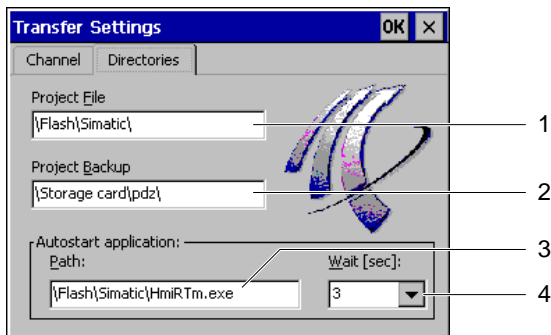 Transfer Settings OK ×
Channel Directories
Project File
\Flash\Simatic\
1
Project Backup
\Storage card\pdz\
2
Autostart application:
3
Path: Wait [sec]:
\Flash\Simatic\HmiRTm.exe 3
4